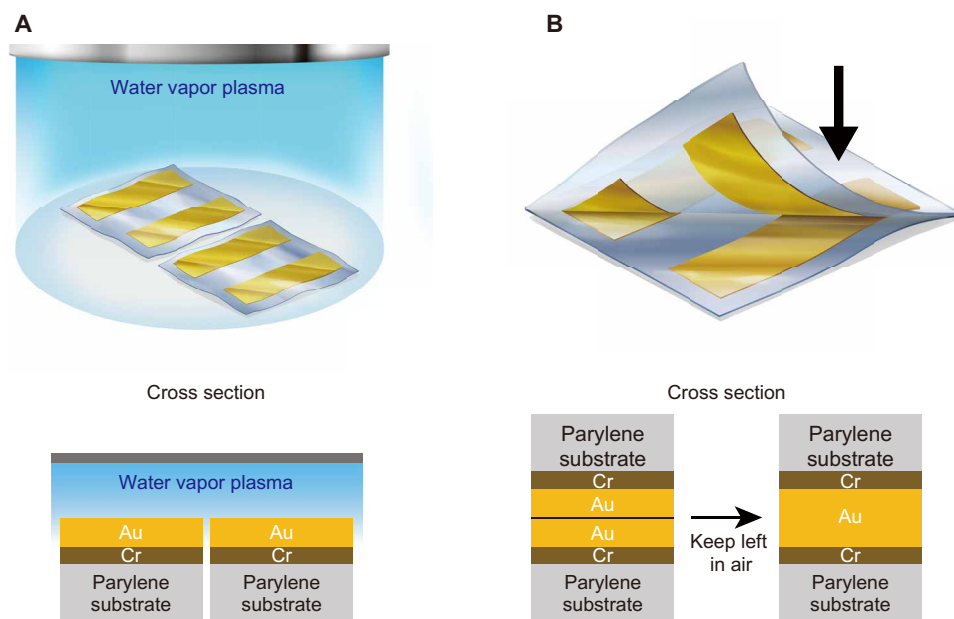 A
Water vapor plasma
Cross section
Water vapor plasma
Au
Au
Cr
Cr
Parylene
substrate
Parylene
substrate
B
Cross section
Parylene
substrate
Cr
Au
Au
Cr
Parylene
substrate
Keep left
in air
Parylene
substrate
Cr
Au
Cr
Parylene
substrate